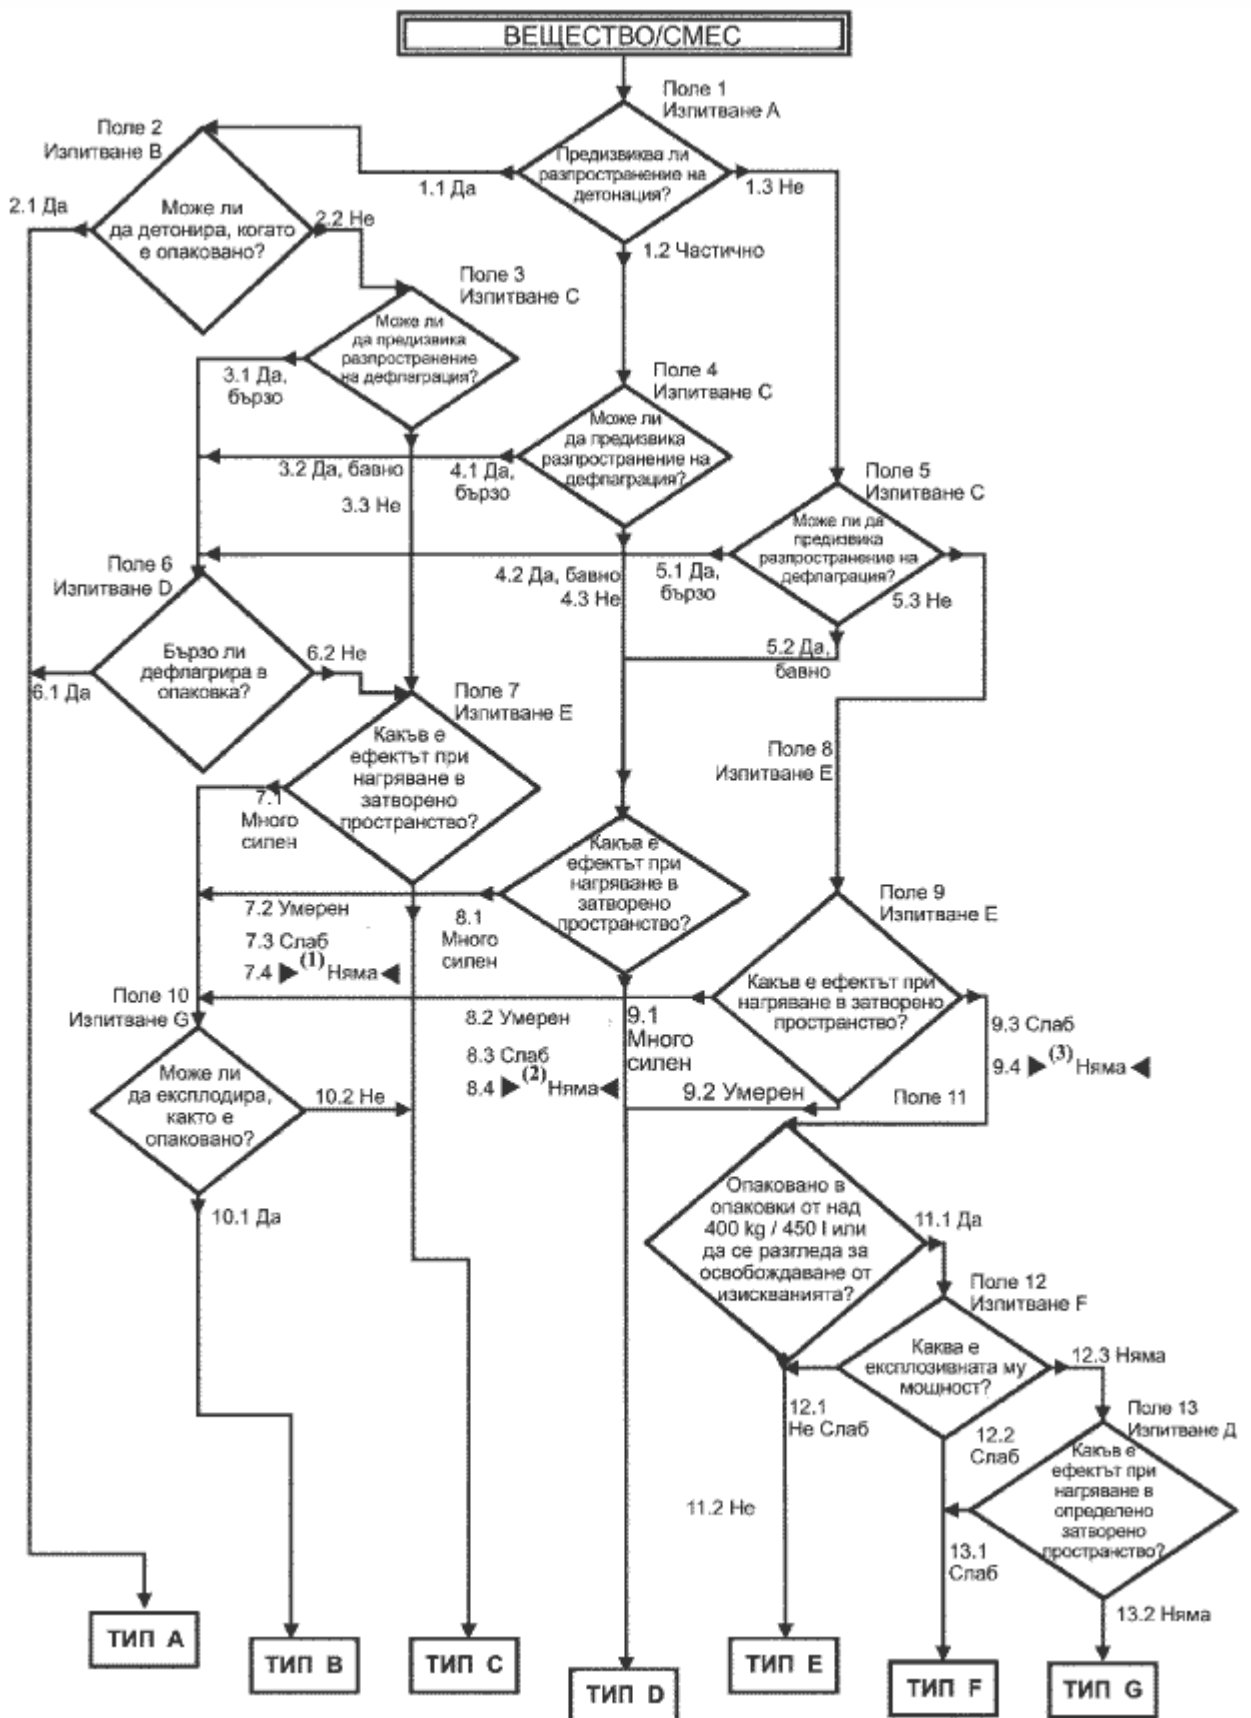 ВЕЩЕСТВО/СМЕС
Поле 1
Изпитване A
Предизвиква ли
разпространение на
детонация?
1.1 Да
1.3 Не
1.2 Частично
Поле 2
Изпитване B
Може ли
да детонира, когато
е опаковано?
2.1 Да
2.2 Не
Поле 3
Изпитване C
Може ли
да предизвика
разпространение
на дефлаграция?
3.1 Да,
бързо
3.2 Да, бавно
3.3 Не
Поле 4
Изпитване C
Може ли
да предизвика
разпространение на
дефлаграция?
4.1 Да,
бързо
4.2 Да, бавно
4.3 Не
Поле 5
Изпитване C
Може ли да
предизвика
разпространение на
дефлаграция?
5.1 Да,
бързо
5.3 Не
5.2 Да,
бавно
Поле 6
Изпитване D
Бързо ли
дефлагрира в
опаковка?
6.1 Да
6.2 Не
Поле 7
Изпитване E
Какъв е
ефектът при
нагряване в
затворено
пространство?
7.1
Много
силен
7.2 Умерен
7.3 Слаб
7.4 ▶(1) Няма ◀
Поле 8
Изпитване E
Какъв е
ефектът при
нагряване в
затворено
пространство?
8.1
Много
силен
8.2 Умерен
8.3 Слаб
8.4 ▶(2) Няма ◀
Поле 9
Изпитване E
Какъв е ефектът при
нагряване в затворено
пространство?
9.1
Много
силен
9.2 Умерен
9.3 Слаб
9.4 ▶(3) Няма ◀
Поле 10
Изпитване G
Може ли
да експлодира,
както е
опаковано?
10.2 Не
10.1 Да
Поле 11
Опаковано в
опаковки от над
400 kg / 450 l или
да се разгледа за
освобождаване от
изискванията?
11.1 Да
11.2 Не
Поле 12
Изпитване F
Каква е
експлозивната му
мощност?
12.1
Не Слаб
12.2
Слаб
12.3 Няма
Поле 13
Изпитване Д
Какъв е
ефектът при
нагряване в
определено
затворено
пространство?
13.1
Слаб
13.2 Няма
ТИП A
ТИП B
ТИП C
ТИП D
ТИП E
ТИП F
ТИП G